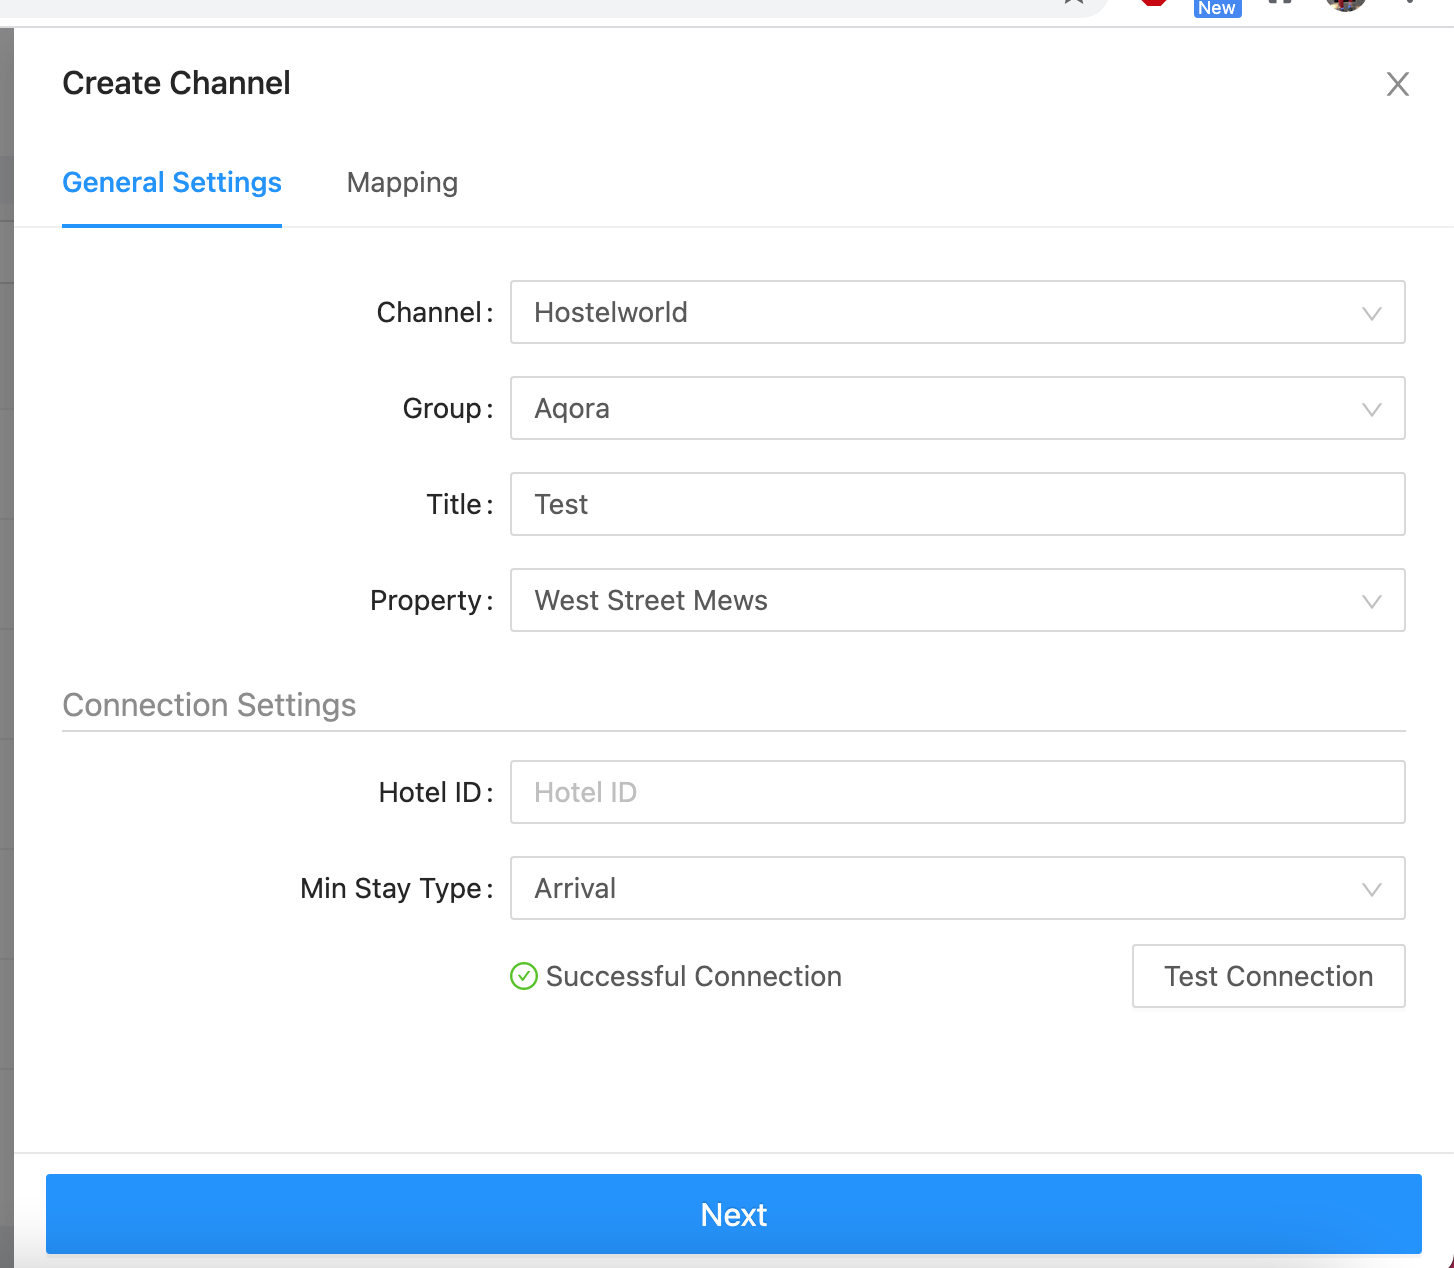 New
Create Channel
General Settings Mapping
Channel: Hostelworld
Group: Aqora
Title: Test
Property: West Street Mews
Connection Settings
Hotel ID: Hotel ID
Min Stay Type: Arrival
Successful Connection Test Connection
Next